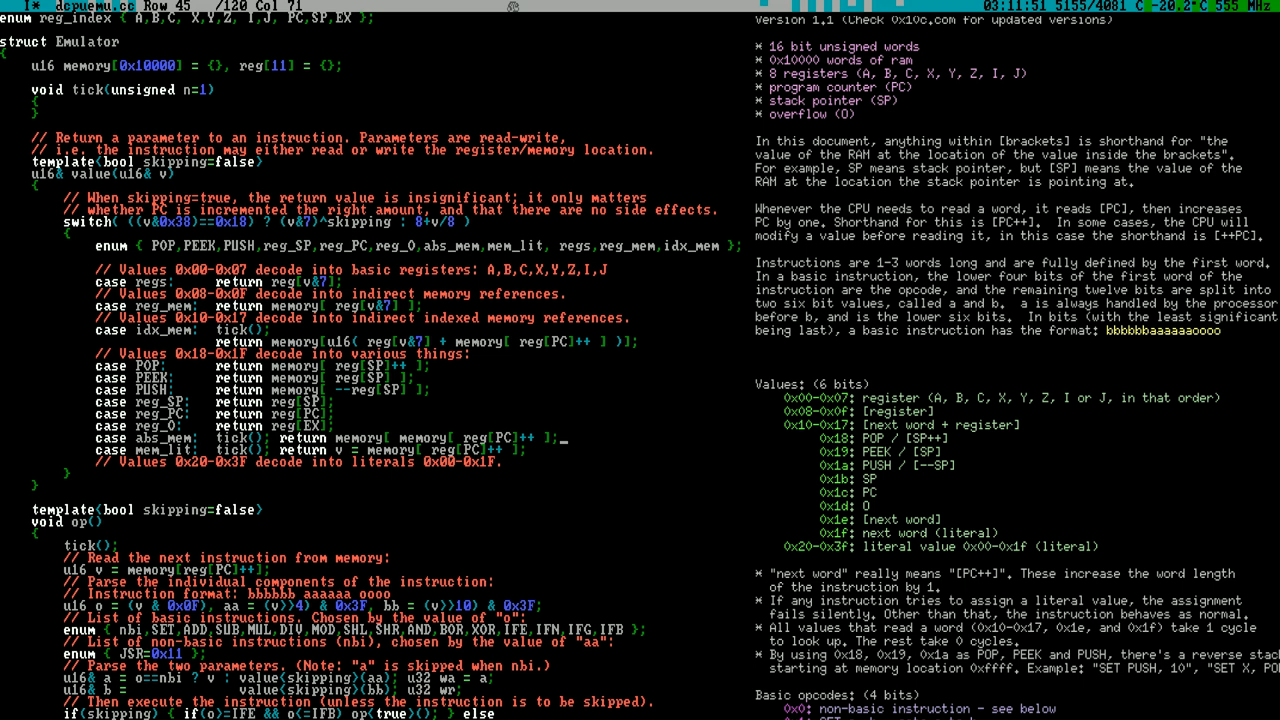 I* dcpuemu.cc Row 45 /120 Col 71
03:11:51 5155/4081 C -20.2°C 555 MHz
enum reg_index { A,B,C, X,Y,Z, I,J, PC,SP,EX };
struct Emulator
{
u16 memory[0x10000] = {}, reg[11] = {};
void tick(unsigned n=1)
{
}
// Return a parameter to an instruction. Parameters are read-write,
// i.e. the instruction may either read or write the register/memory location.
template<bool skipping=false>
u16& value(u16& v)
{
// When skipping=true, the return value is insignificant; it only matters
// whether PC is incremented the right amount, and that there are no side effects.
switch( ((v&0x38)==0x18) ? (v&7)^skipping : 8+v/8 )
{
enum { POP,PEEK,PUSH,reg_SP,reg_PC,reg_O,abs_mem,mem_lit, regs,reg_mem,idx_mem };
// Values 0x00-0x07 decode into basic registers: A,B,C,X,Y,Z,I,J
case regs: return reg[v&7];
// Values 0x08-0x0F decode into indirect memory references.
case reg_mem: return memory[ reg[v&7] ];
// Values 0x10-0x17 decode into indirect indexed memory references.
case idx_mem: tick();
return memory[u16( reg[v&7] + memory[ reg[PC]++ ] )];
// Values 0x18-0x1F decode into various things:
case POP: return memory[ reg[SP]++ ];
case PEEK: return memory[ reg[SP] ];
case PUSH: return memory[ --reg[SP] ];
case reg_SP: return reg[SP];
case reg_PC: return reg[PC];
case reg_O: return reg[EX];
case abs_mem: tick(); return memory[ memory[ reg[PC]++ ];_
case mem_lit: tick(); return v = memory[ reg[PC]++ ];
// Values 0x20-0x3F decode into literals 0x00-0x1F.
}
}
template<bool skipping=false>
void op()
{
tick();
// Read the next instruction from memory:
u16 v = memory[reg[PC]++];
// Parse the individual components of the instruction:
// Instruction format: bbbbbb aaaaaa oooo
u16 o = (v & 0x0F), aa = (v>>4) & 0x3F, bb = (v>>10) & 0x3F;
// List of basic instructions. Chosen by the value of "o":
enum { nbi,SET,ADD,SUB,MUL,DIV,MOD,SHL,SHR,AND,BOR,XOR,IFE,IFN,IFG,IFB };
// List of non-basic instructions (nbi), chosen by the value of "aa":
enum { JSR=0x11 };
// Parse the two parameters. (Note: "a" is skipped when nbi.)
u16& a = o==nbi ? v : value<skipping>(aa); u32 wa = a;
u16& b = value<skipping>(bb); u32 wr;
// Then execute the instruction (unless the instruction is to be skipped).
if(skipping) { if(o>=IFE && o<=IFB) op<true>(); } else
Version 1.1 (Check 0x10c.com for updated versions)
* 16 bit unsigned words
* 0x10000 words of ram
* 8 registers (A, B, C, X, Y, Z, I, J)
* program counter (PC)
* stack pointer (SP)
* overflow (O)
In this document, anything within [brackets] is shorthand for "the
value of the RAM at the location of the value inside the brackets".
For example, SP means stack pointer, but [SP] means the value of the
RAM at the location the stack pointer is pointing at.
Whenever the CPU needs to read a word, it reads [PC], then increases
PC by one. Shorthand for this is [PC++]. In some cases, the CPU will
modify a value before reading it, in this case the shorthand is [++PC].
Instructions are 1-3 words long and are fully defined by the first word.
In a basic instruction, the lower four bits of the first word of the
instruction are the opcode, and the remaining twelve bits are split into
two six bit values, called a and b. a is always handled by the processor
before b, and is the lower six bits. In bits (with the least significant
being last), a basic instruction has the format: bbbbbbaaaaaaoooo
Values: (6 bits)
0x00-0x07: register (A, B, C, X, Y, Z, I or J, in that order)
0x08-0x0f: [register]
0x10-0x17: [next word + register]
0x18: POP / [SP++]
0x19: PEEK / [SP]
0x1a: PUSH / [--SP]
0x1b: SP
0x1c: PC
0x1d: O
0x1e: [next word]
0x1f: next word (literal)
0x20-0x3f: literal value 0x00-0x1f (literal)
* "next word" really means "[PC++]". These increase the word length
of the instruction by 1.
* If any instruction tries to assign a literal value, the assignment
fails silently. Other than that, the instruction behaves as normal.
* All values that read a word (0x10-0x17, 0x1e, and 0x1f) take 1 cycle
to look up. The rest take 0 cycles.
* By using 0x18, 0x19, 0x1a as POP, PEEK and PUSH, there's a reverse stac
starting at memory location 0xffff. Example: "SET PUSH, 10", "SET X, PO
Basic opcodes: (4 bits)
0x0: non-basic instruction - see below